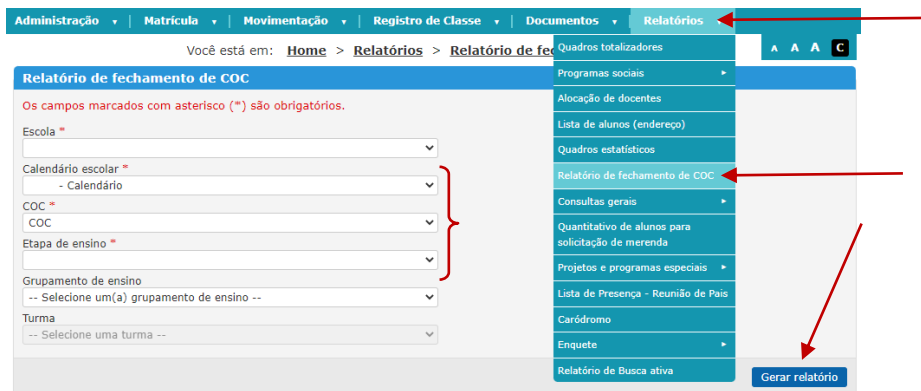 Administração | Matrícula | Movimentação | Registro de Classe | Documentos | Relatórios
Você está em: Home > Relatórios > Relatório de fec
A A A C
Relatório de fechamento de COC
Os campos marcados com asterisco (*) são obrigatórios.
Escola *
Calendário escolar *
- Calendário
COC *
COC
Etapa de ensino *
Grupamento de ensino
-- Selecione um(a) grupamento de ensino --
Turma
-- Selecione uma turma --
Quadros totalizadores
Programas sociais
Alocação de docentes
Lista de alunos (endereço)
Quadros estatísticos
Relatório de fechamento de COC
Consultas gerais
Quantitativo de alunos para
solicitação de merenda
Projetos e programas especiais
Lista de Presença - Reunião de Pais
Caródromo
Enquete
Relatório de Busca ativa
Gerar relatório